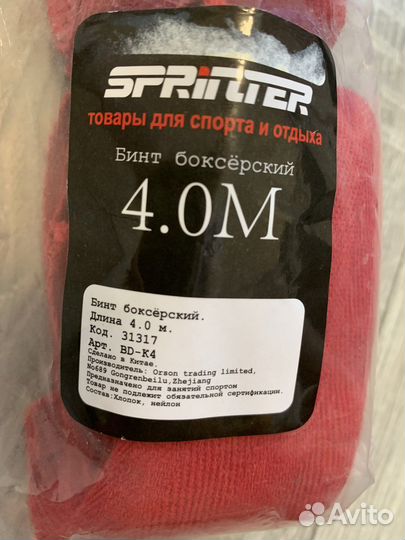 SPRINTER
товары для спорта и отдыха
Бинт боксёрский
4.0М
Бинт боксёрский.
Длина 4.0 м.
Код. 31317
Арт. BD-K4
Сделано в Китае.
Производитель: Orson trading limited,
No689 Gongrenbeilu,Zhejiang
Предназначено для занятий спортом
Товар не подлежит обязательной сертификации.
Состав:Хлопок, нейлон
Avito